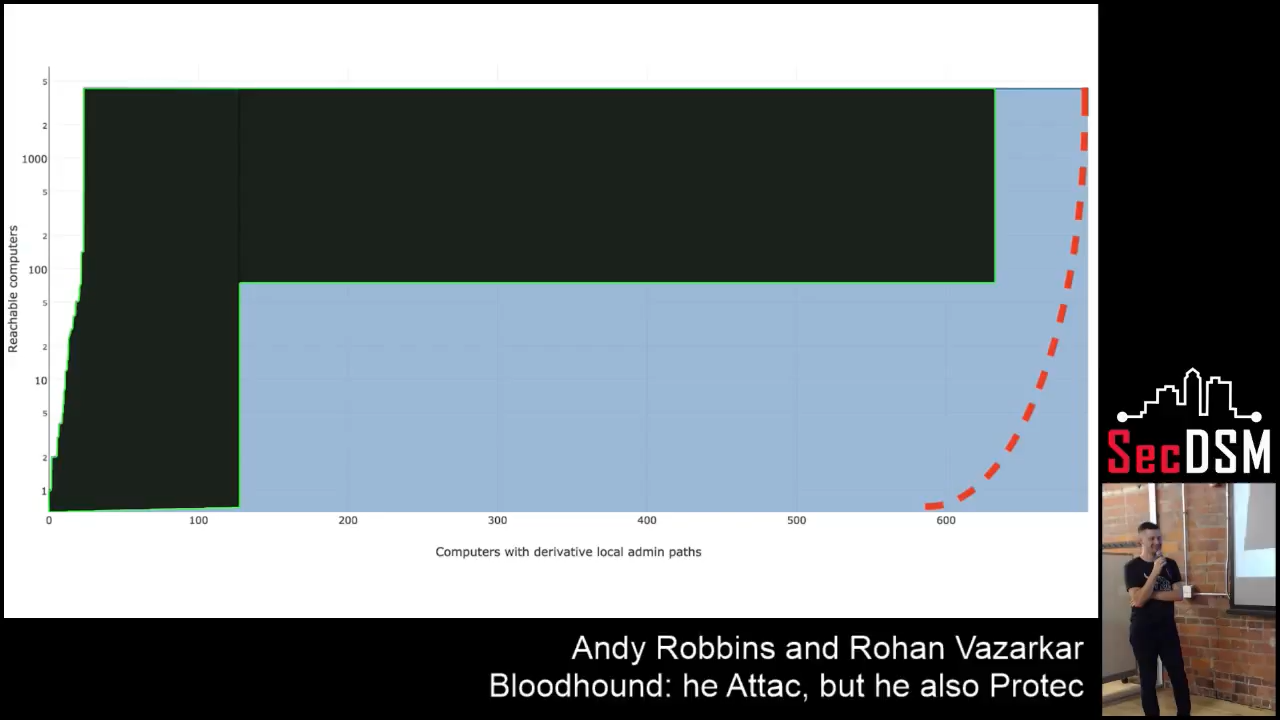 5
2
1000
5
2
100
5
2
10
5
2
1
Reachable computers
0 100 200 300 400 500 600
Computers with derivative local admin paths
SecDSM
Andy Robbins and Rohan Vazarkar
Bloodhound: he Attac, but he also Protec